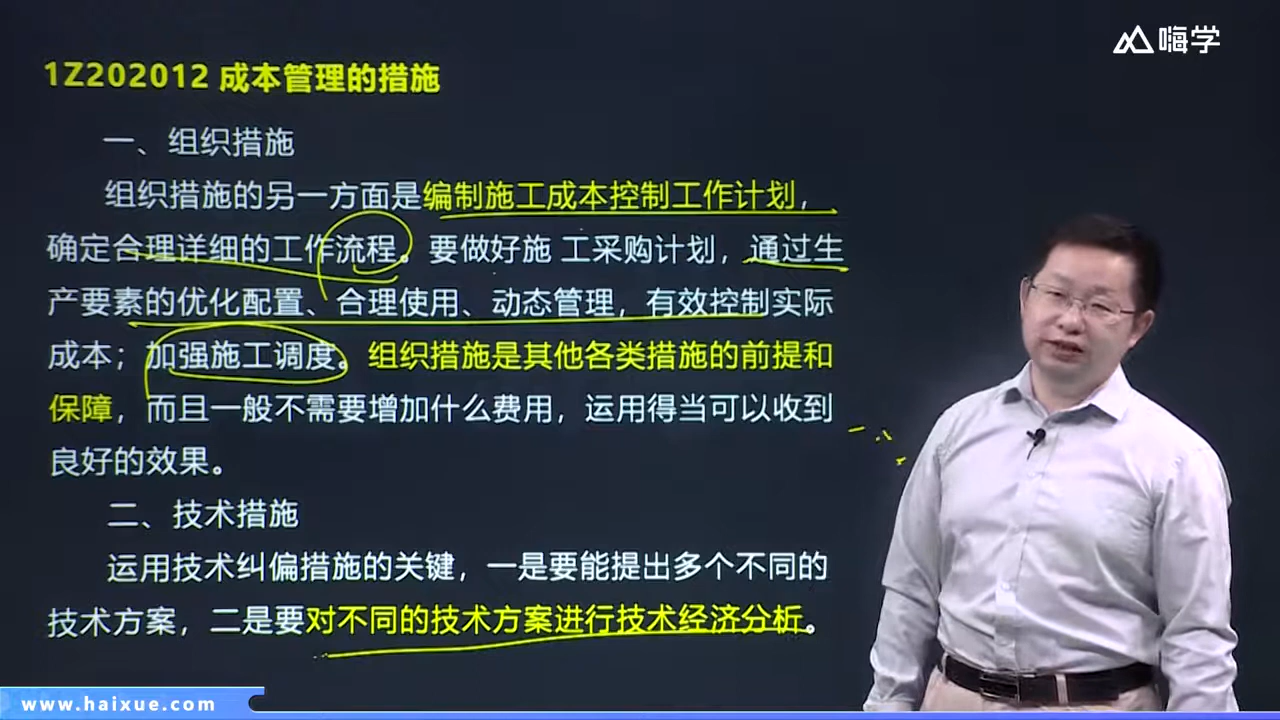 嗨学
1Z202012 成本管理的措施
一、组织措施
组织措施的另一方面是编制施工成本控制工作计划，
确定合理详细的工作流程。要做好施 工采购计划，通过生
产要素的优化配置、合理使用、动态管理，有效控制实际
成本；加强施工调度。组织措施是其他各类措施的前提和
保障，而且一般不需要增加什么费用，运用得当可以收到
良好的效果。
二、技术措施
运用技术纠偏措施的关键，一是要能提出多个不同的
技术方案，二是要对不同的技术方案进行技术经济分析。
www.haixue.com